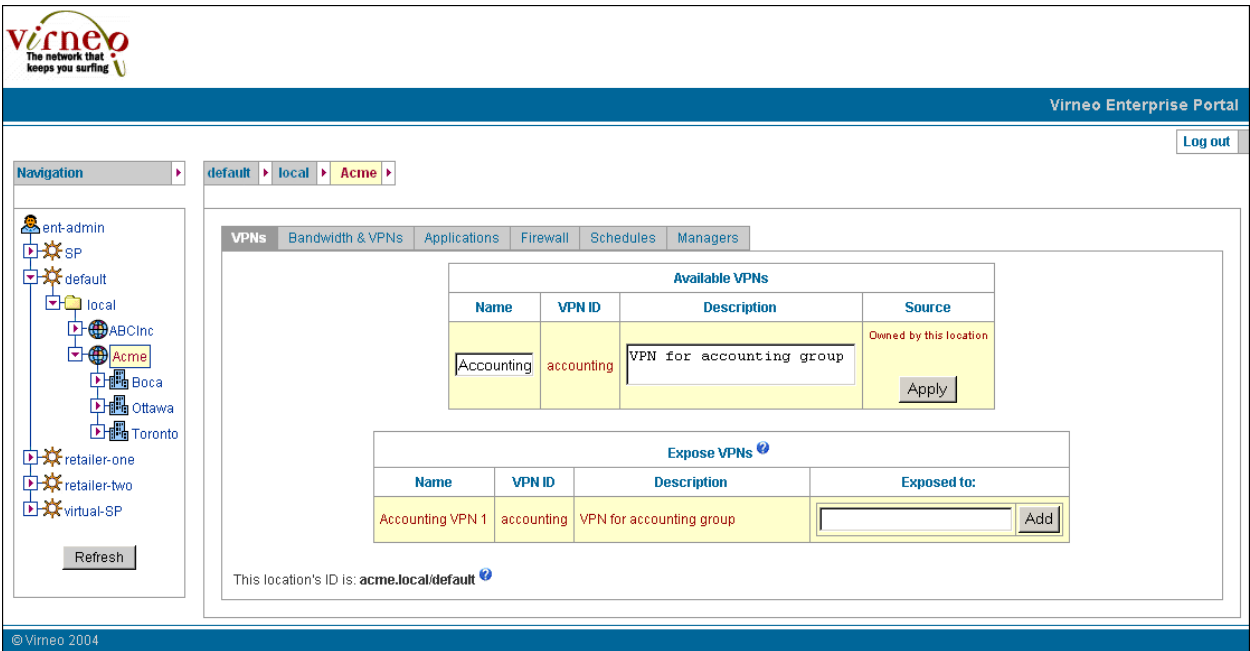 Virneo
The network that
keeps you surfing
Virneo Enterprise Portal
Log out
Navigation
default local Acme
ent-admin
SP
default
local
ABCInc
Acme
Boca
Ottawa
Toronto
retailer-one
retailer-two
virtual-SP
Refresh
VPNs Bandwidth & VPNs Applications Firewall Schedules Managers
Available VPNs
Name VPN ID Description Source
Accounting accounting VPN for accounting group Owned by this location
Apply
Expose VPNs ?
Name VPN ID Description Exposed to:
Accounting VPN 1 accounting VPN for accounting group Add
This location's ID is: acme.local/default ?
© Virneo 2004